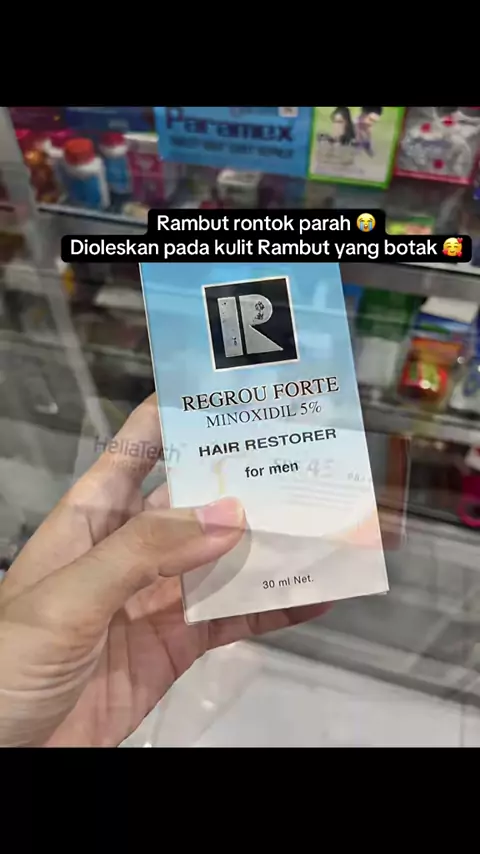 Paramex
Rambut rontok parah 😭
Dioleskan pada kulit Rambut yang botak 🥰
R
REGROU FORTE
MINOXIDIL 5%
HAIR RESTORER
for men
HellaTech
30 ml Net.